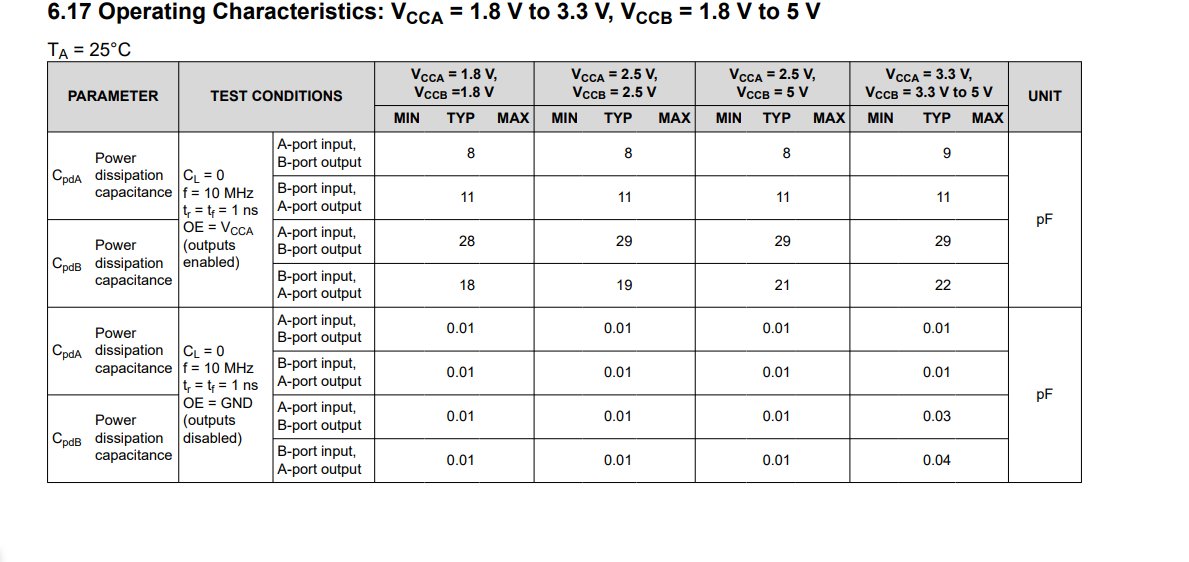 6.17 Operating Characteristics: VCCA = 1.8 V to 3.3 V, VCCB = 1.8 V to 5 V
TA = 25°C
PARAMETER
TEST CONDITIONS
VCCA = 1.8 V,
VCCB =1.8 V
VCCA = 2.5 V,
VCCB = 2.5 V
VCCA = 2.5 V,
VCCB = 5 V
VCCA = 3.3 V,
VCCB = 3.3 V to 5 V
UNIT
MIN TYP MAX MIN TYP MAX MIN TYP MAX MIN TYP MAX
CpdA
Power
dissipation
capacitance
CL = 0
f = 10 MHz
tr = tf = 1 ns
OE = VCCA
(outputs
enabled)
A-port input,
B-port output
8 8 8 9
pF
B-port input,
A-port output
11 11 11 11
CpdB
Power
dissipation
capacitance
A-port input,
B-port output
28 29 29 29
B-port input,
A-port output
18 19 21 22
CpdA
Power
dissipation
capacitance
CL = 0
f = 10 MHz
tr = tf = 1 ns
OE = GND
(outputs
disabled)
A-port input,
B-port output
0.01 0.01 0.01 0.01
pF
B-port input,
A-port output
0.01 0.01 0.01 0.01
CpdB
Power
dissipation
capacitance
A-port input,
B-port output
0.01 0.01 0.01 0.03
B-port input,
A-port output
0.01 0.01 0.01 0.04